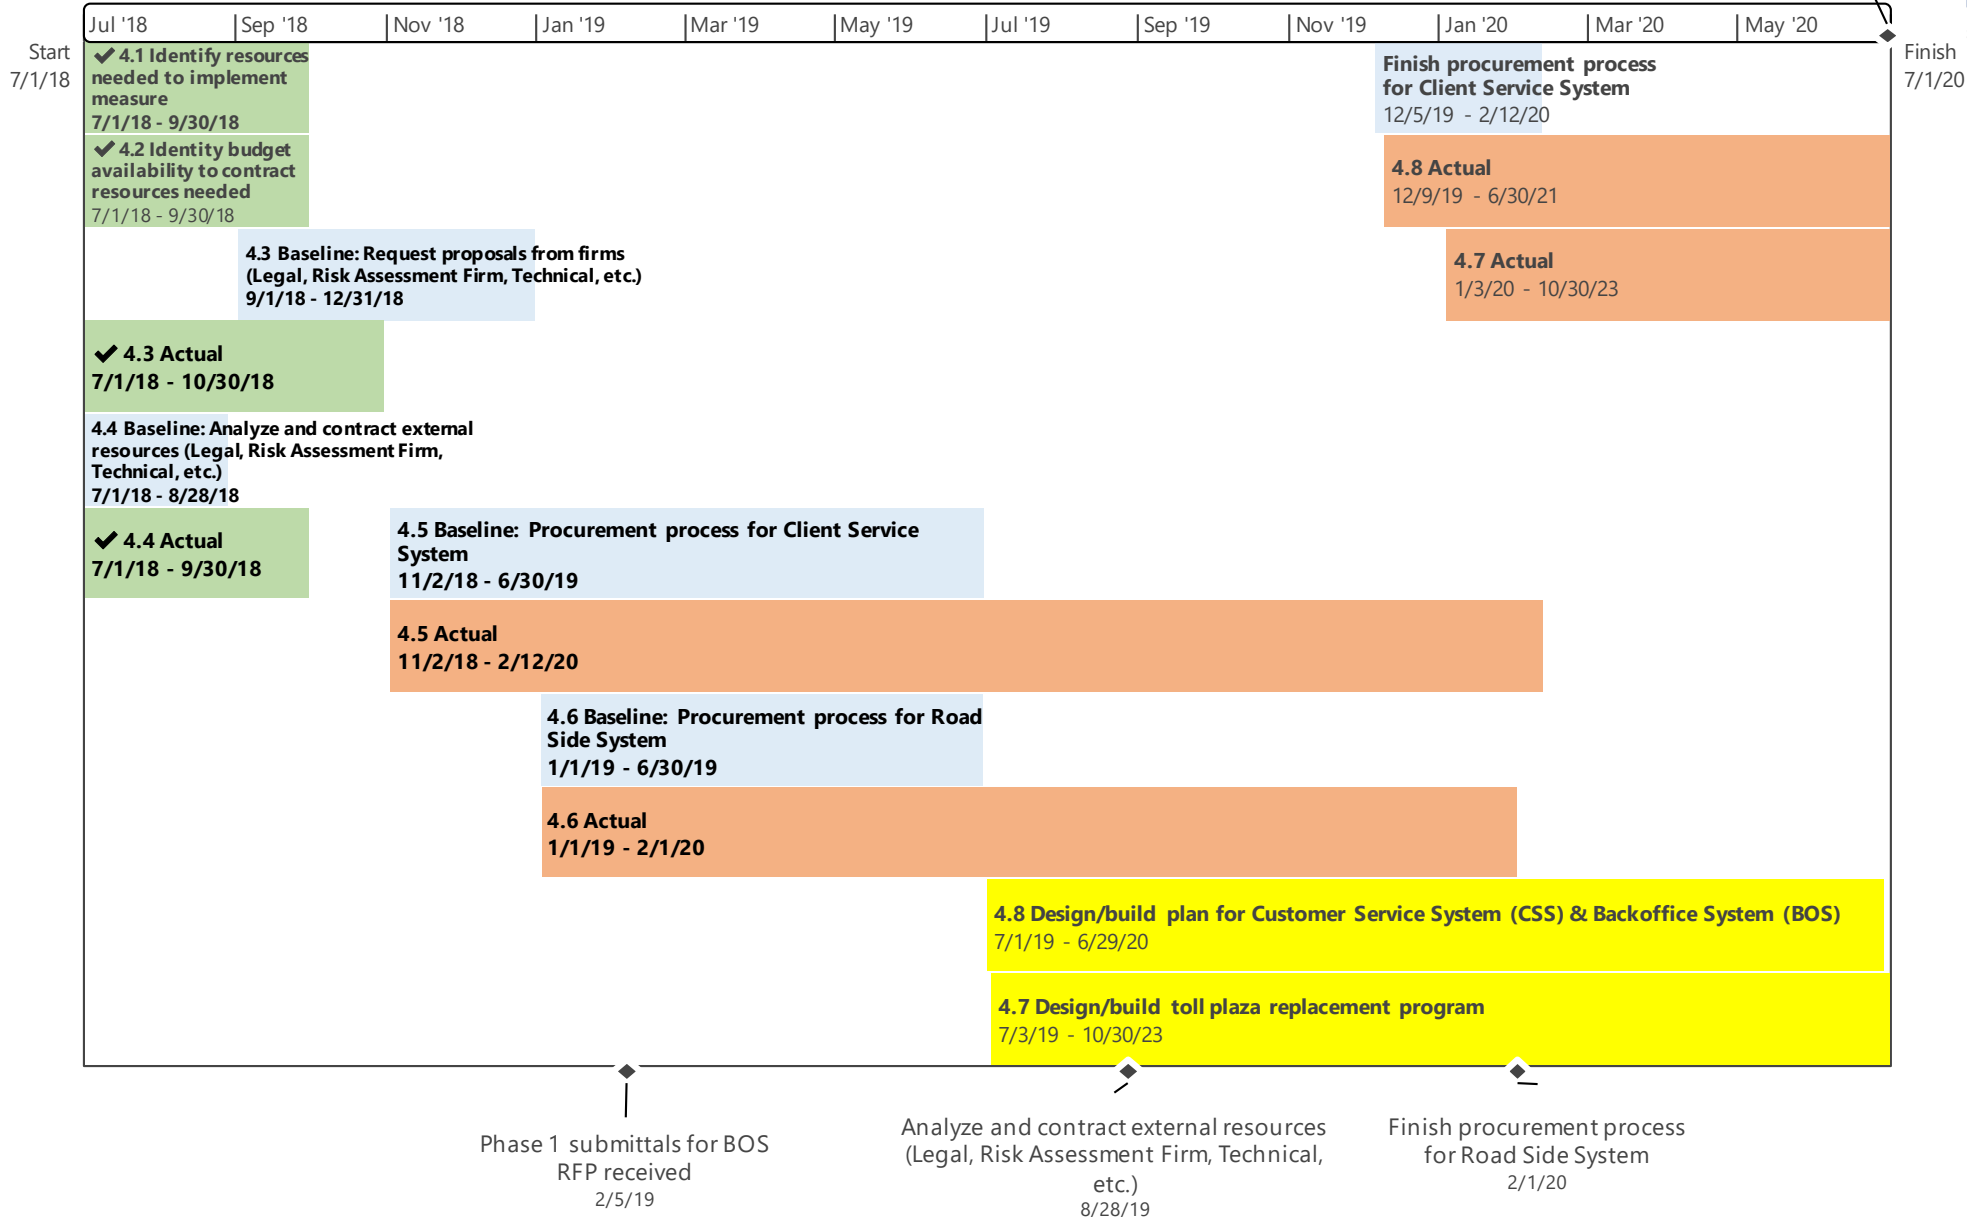 Jul '18
Sep '18
Nov '18
Jan '19
Mar '19
May '19
Jul '19
Sep '19
Nov '19
Jan '20
Mar '20
May '20
Start
7/1/18
Finish
7/1/20
✔ 4.1 Identify resources
needed to implement
measure
7/1/18 - 9/30/18
Finish procurement process
for Client Service System
12/5/19 - 2/12/20
✔ 4.2 Identity budget
availability to contract
resources needed
7/1/18 - 9/30/18
4.8 Actual
12/9/19 - 6/30/21
4.3 Baseline: Request proposals from firms
(Legal, Risk Assessment Firm, Technical, etc.)
9/1/18 - 12/31/18
4.7 Actual
1/3/20 - 10/30/23
✔ 4.3 Actual
7/1/18 - 10/30/18
4.4 Baseline: Analyze and contract external
resources (Legal, Risk Assessment Firm,
Technical, etc.)
7/1/18 - 8/28/18
✔ 4.4 Actual
7/1/18 - 9/30/18
4.5 Baseline: Procurement process for Client Service
System
11/2/18 - 6/30/19
4.5 Actual
11/2/18 - 2/12/20
4.6 Baseline: Procurement process for Road
Side System
1/1/19 - 6/30/19
4.6 Actual
1/1/19 - 2/1/20
4.8 Design/build plan for Customer Service System (CSS) & Backoffice System (BOS)
7/1/19 - 6/29/20
4.7 Design/build toll plaza replacement program
7/3/19 - 10/30/23
Phase 1 submittals for BOS
RFP received
2/5/19
Analyze and contract external resources
(Legal, Risk Assessment Firm, Technical,
etc.)
8/28/19
Finish procurement process
for Road Side System
2/1/20